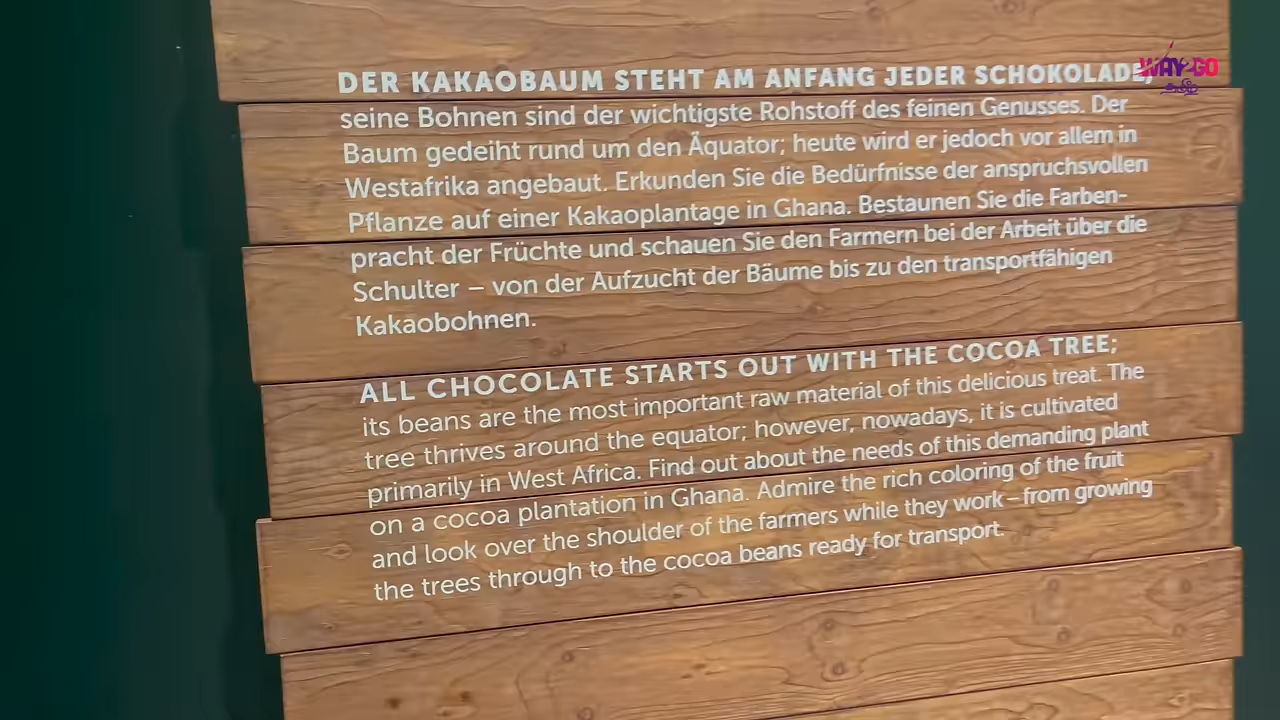 DER KAKAOBAUM STEHT AM ANFANG JEDER SCHOKOLADE,
WAY2GO
seine Bohnen sind der wichtigste Rohstoff des feinen Genusses. Der
Baum gedeiht rund um den Äquator; heute wird er jedoch vor allem in
Westafrika angebaut. Erkunden Sie die Bedürfnisse der anspruchsvollen
Pflanze auf einer Kakaoplantage in Ghana. Bestaunen Sie die Farben-
pracht der Früchte und schauen Sie den Farmern bei der Arbeit über die
Schulter – von der Aufzucht der Bäume bis zu den transportfähigen
Kakaobohnen.
ALL CHOCOLATE STARTS OUT WITH THE COCOA TREE;
its beans are the most important raw material of this delicious treat. The
tree thrives around the equator; however, nowadays, it is cultivated
primarily in West Africa. Find out about the needs of this demanding plant
on a cocoa plantation in Ghana. Admire the rich coloring of the fruit
and look over the shoulder of the farmers while they work – from growing
the trees through to the cocoa beans ready for transport.